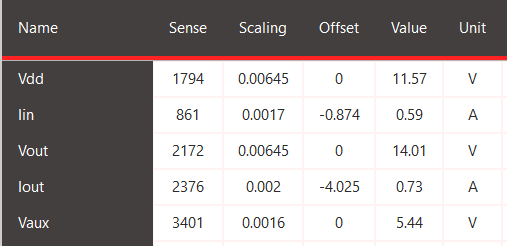 Name Sense Scaling Offset Value Unit
Vdd 1794 0.00645 0 11.57 V
Iin 861 0.0017 -0.874 0.59 A
Vout 2172 0.00645 0 14.01 V
Iout 2376 0.002 -4.025 0.73 A
Vaux 3401 0.0016 0 5.44 V